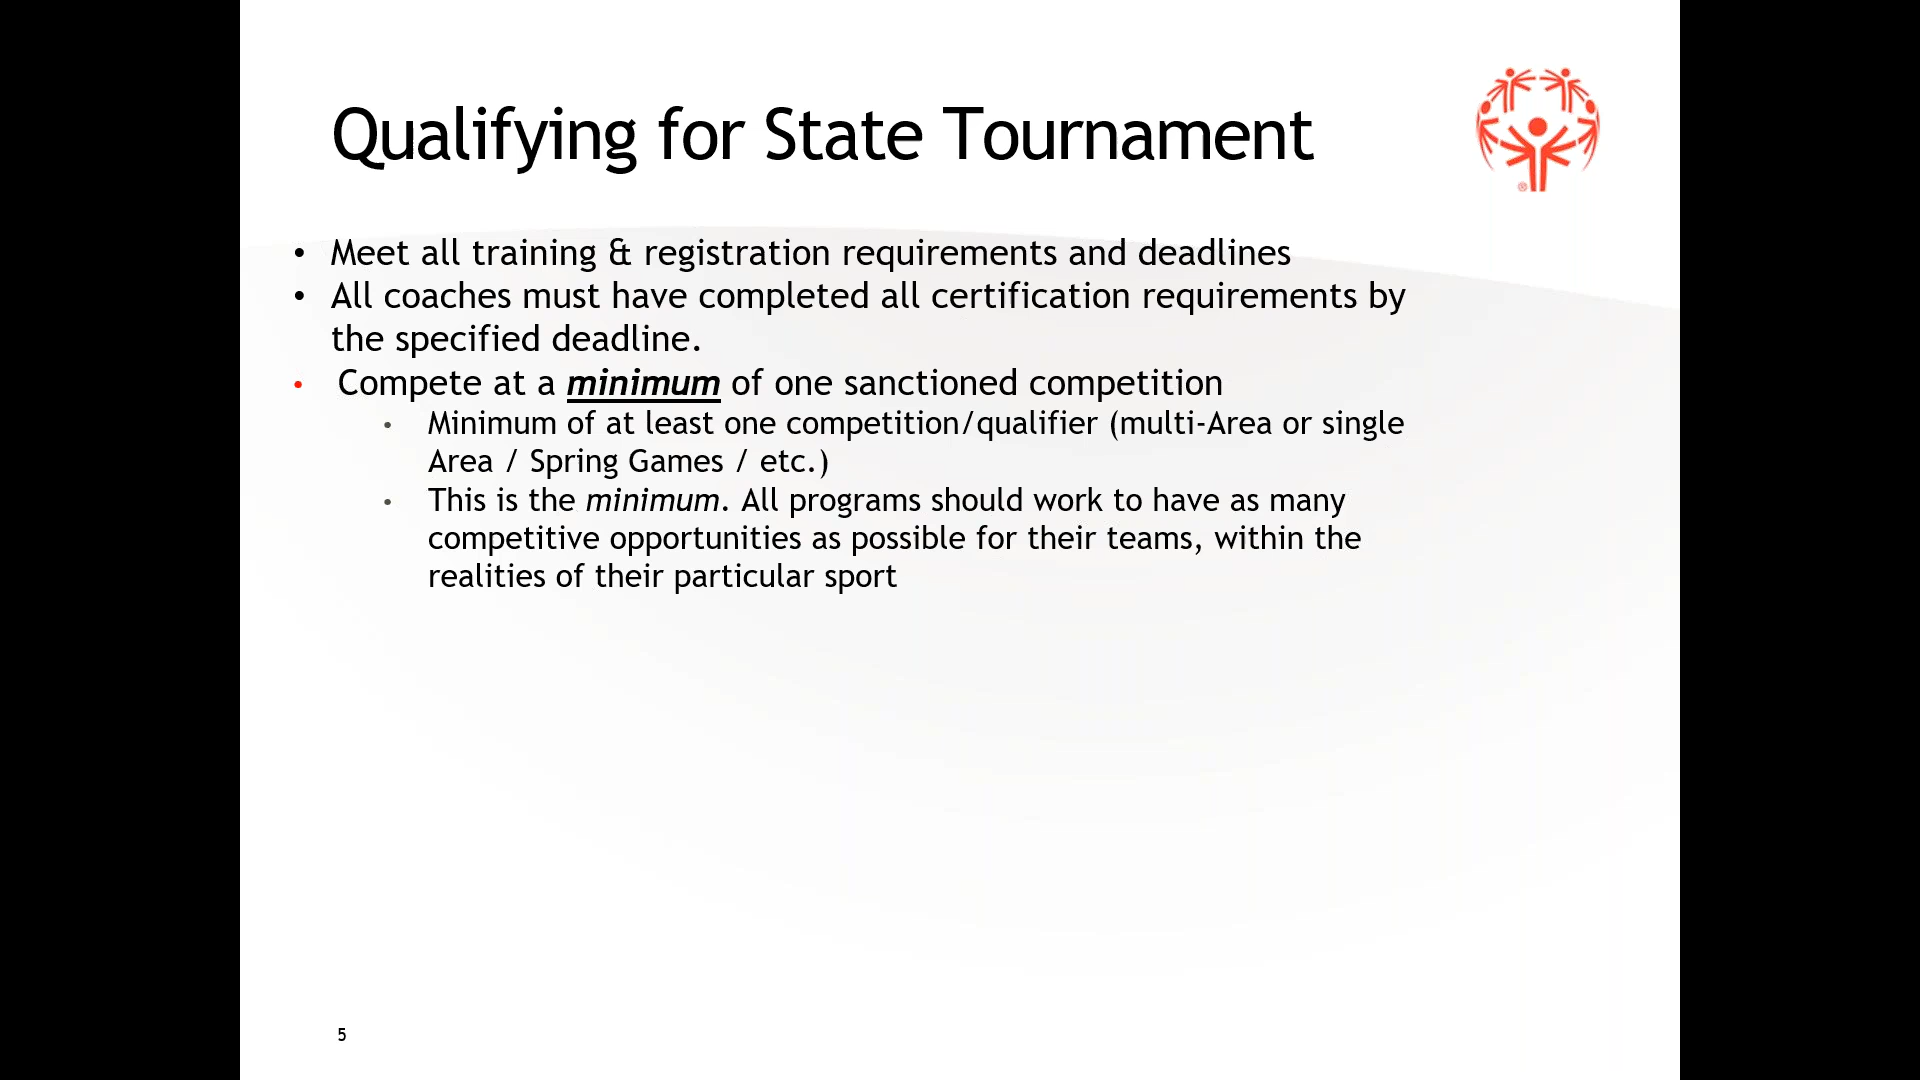 Qualifying for State Tournament
®
• Meet all training & registration requirements and deadlines
• All coaches must have completed all certification requirements by
the specified deadline.
• Compete at a minimum of one sanctioned competition
• Minimum of at least one competition/qualifier (multi-Area or single
Area / Spring Games / etc.)
• This is the minimum. All programs should work to have as many
competitive opportunities as possible for their teams, within the
realities of their particular sport
5